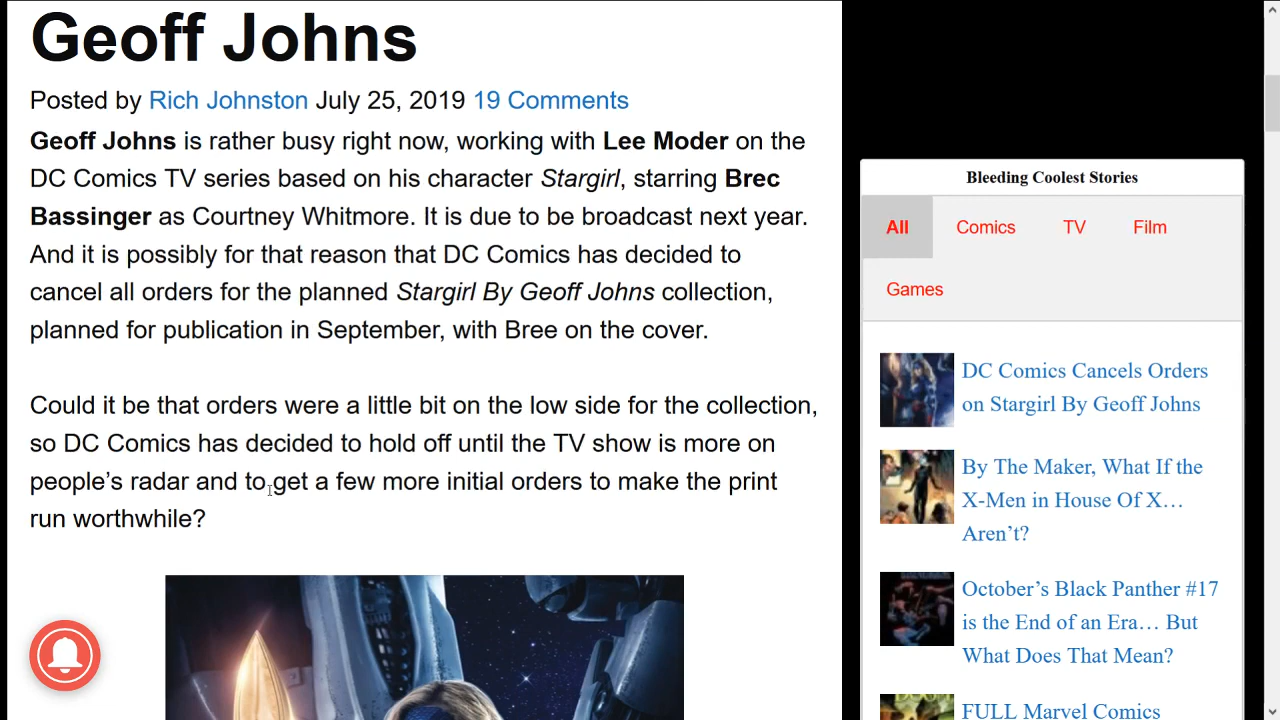 Geoff Johns
Posted by Rich Johnston July 25, 2019 19 Comments
Geoff Johns is rather busy right now, working with Lee Moder on the
DC Comics TV series based on his character Stargirl, starring Brec
Bassinger as Courtney Whitmore. It is due to be broadcast next year.
And it is possibly for that reason that DC Comics has decided to
cancel all orders for the planned Stargirl By Geoff Johns collection,
planned for publication in September, with Bree on the cover.
Could it be that orders were a little bit on the low side for the collection,
so DC Comics has decided to hold off until the TV show is more on
people’s radar and to get a few more initial orders to make the print
run worthwhile?
Bleeding Coolest Stories
All Comics TV Film
Games
DC Comics Cancels Orders
on Stargirl By Geoff Johns
By The Maker, What If the
X-Men in House Of X…
Aren’t?
October’s Black Panther #17
is the End of an Era… But
What Does That Mean?
FULL Marvel Comics